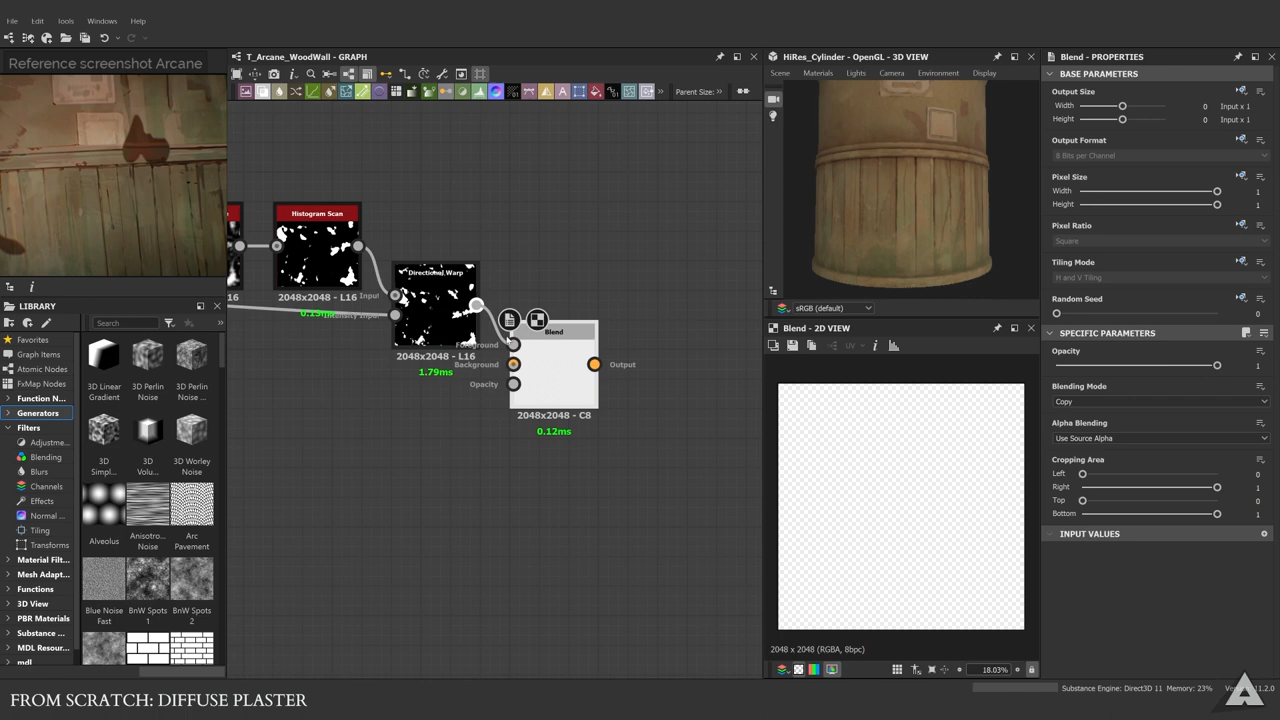 File Edit Tools Windows Help
Reference screenshot Arcane
T_Arcane_WoodWall - GRAPH
Parent Size:
Histogram Scan
2048x2048 - L16
Input
Directional Warp
2048x2048 - L16
1.79ms
Blend
Foreground
Background
Opacity
Output
2048x2048 - C8
0.12ms
LIBRARY
Search
Favorites
Graph Items
Atomic Nodes
FxMap Nodes
Function N...
Generators
Filters
Adjustme...
Blending
Blurs
Channels
Effects
Normal ...
Tiling
Transforms
Material Filt...
Mesh Adapt...
Functions
3D View
PBR Materials
Substance ...
MDL Resour...
mdl
3D Linear Gradient
3D Perlin Noise
3D Perlin Noise ...
3D Simpl...
3D Volu...
3D Worley Noise
Alveolus
Anisotro... Noise
Arc Pavement
Blue Noise Fast
BnW Spots 1
BnW Spots 2
HiRes_Cylinder - OpenGL - 3D VIEW
Scene Materials Lights Camera Environment Display
sRGB (default)
Blend - 2D VIEW
UV
2048 x 2048 (RGBA, 8bpc)
18.03%
Blend - PROPERTIES
BASE PARAMETERS
Output Size
Width 0 Input x 1
Height 0 Input x 1
Output Format
8 Bits per Channel
Pixel Size
Width 1
Height 1
Pixel Ratio
Square
Tiling Mode
H and V Tiling
Random Seed
0
SPECIFIC PARAMETERS
Opacity
1
Blending Mode
Copy
Alpha Blending
Use Source Alpha
Cropping Area
Left 0
Right 1
Top 0
Bottom 1
INPUT VALUES
Substance Engine: Direct3D 11 Memory: 23%
11.2.0
FROM SCRATCH: DIFFUSE PLASTER